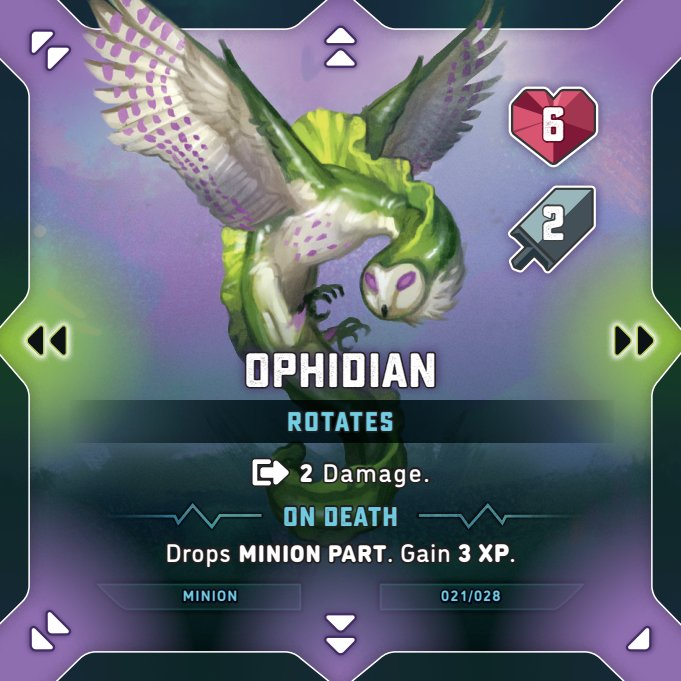 6
2
OPHIDIAN
ROTATES
2 Damage.
ON DEATH
Drops MINION PART. Gain 3 XP.
MINION
021/028